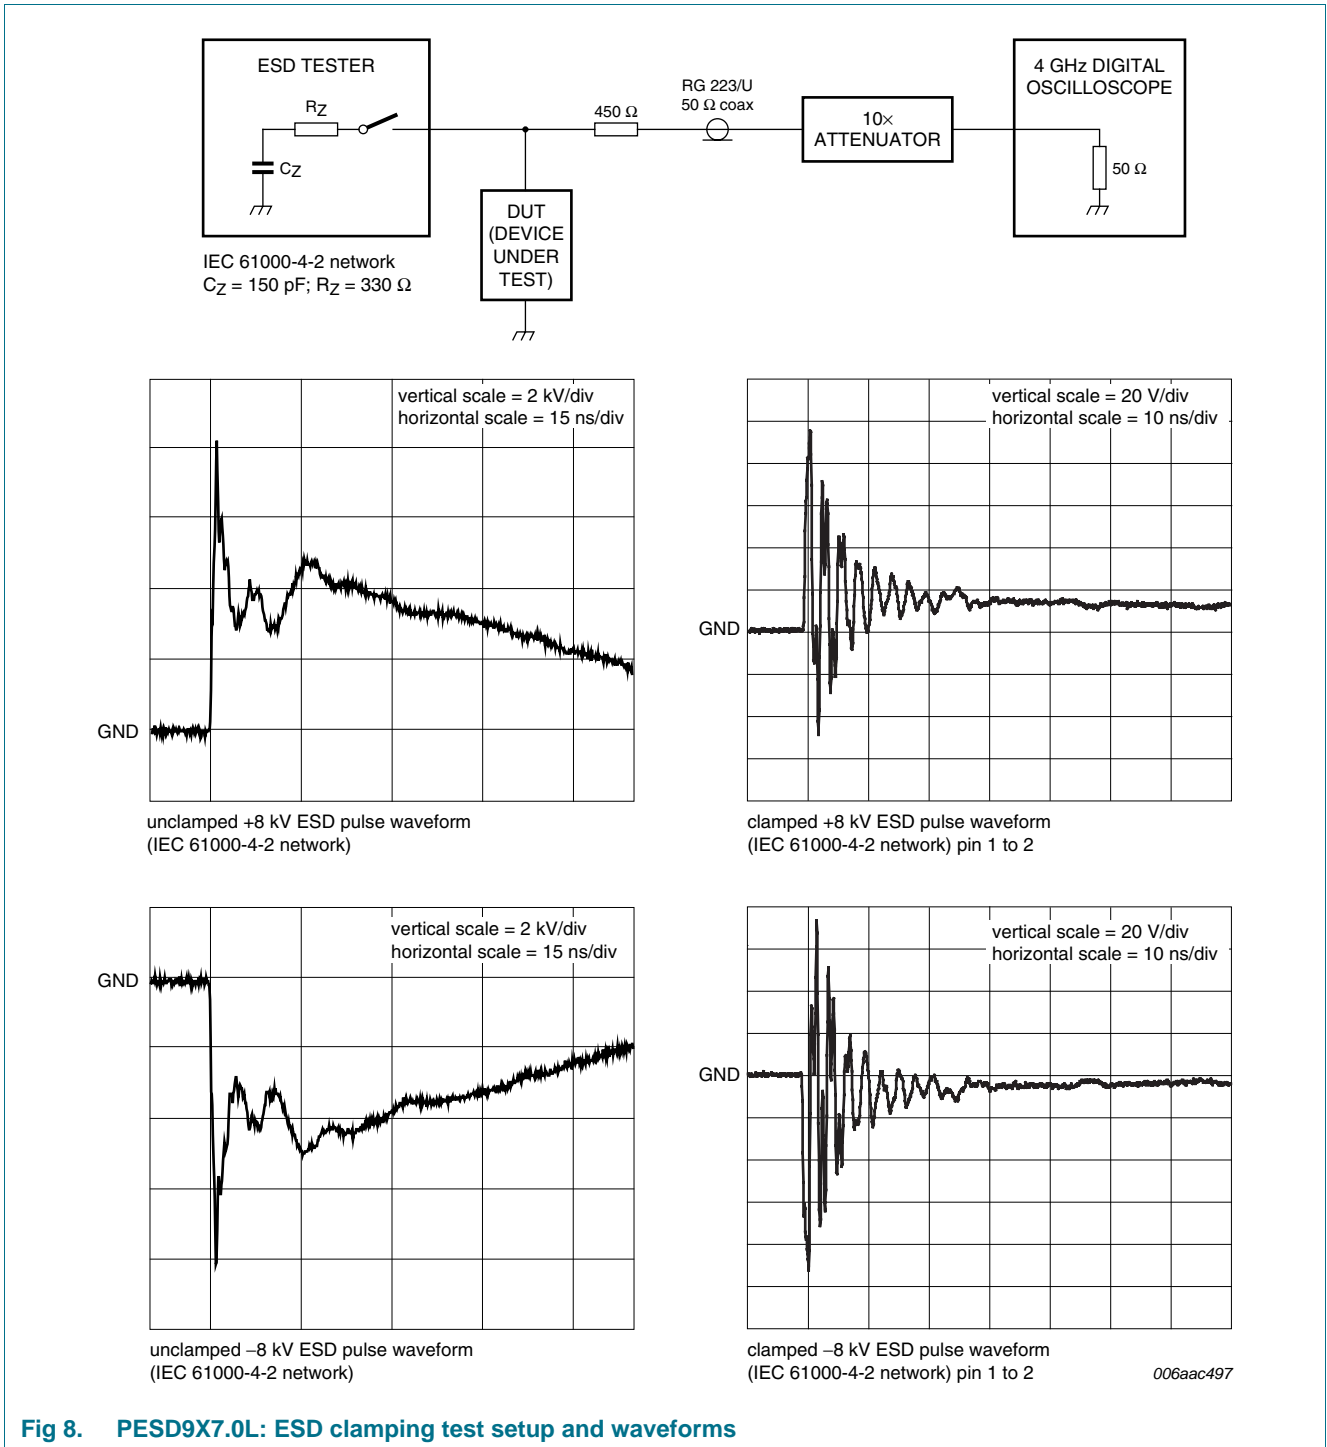 ESD TESTER
RZ
CZ
IEC 61000-4-2 network
CZ = 150 pF; RZ = 330 Ω
DUT
(DEVICE
UNDER
TEST)
450 Ω
RG 223/U
50 Ω coax
10×
ATTENUATOR
4 GHz DIGITAL
OSCILLOSCOPE
50 Ω
vertical scale = 2 kV/div
horizontal scale = 15 ns/div
GND
unclamped +8 kV ESD pulse waveform
(IEC 61000-4-2 network)
vertical scale = 20 V/div
horizontal scale = 10 ns/div
GND
clamped +8 kV ESD pulse waveform
(IEC 61000-4-2 network) pin 1 to 2
vertical scale = 2 kV/div
horizontal scale = 15 ns/div
GND
unclamped −8 kV ESD pulse waveform
(IEC 61000-4-2 network)
vertical scale = 20 V/div
horizontal scale = 10 ns/div
GND
clamped −8 kV ESD pulse waveform
(IEC 61000-4-2 network) pin 1 to 2
006aac497
Fig 8. PESD9X7.0L: ESD clamping test setup and waveforms